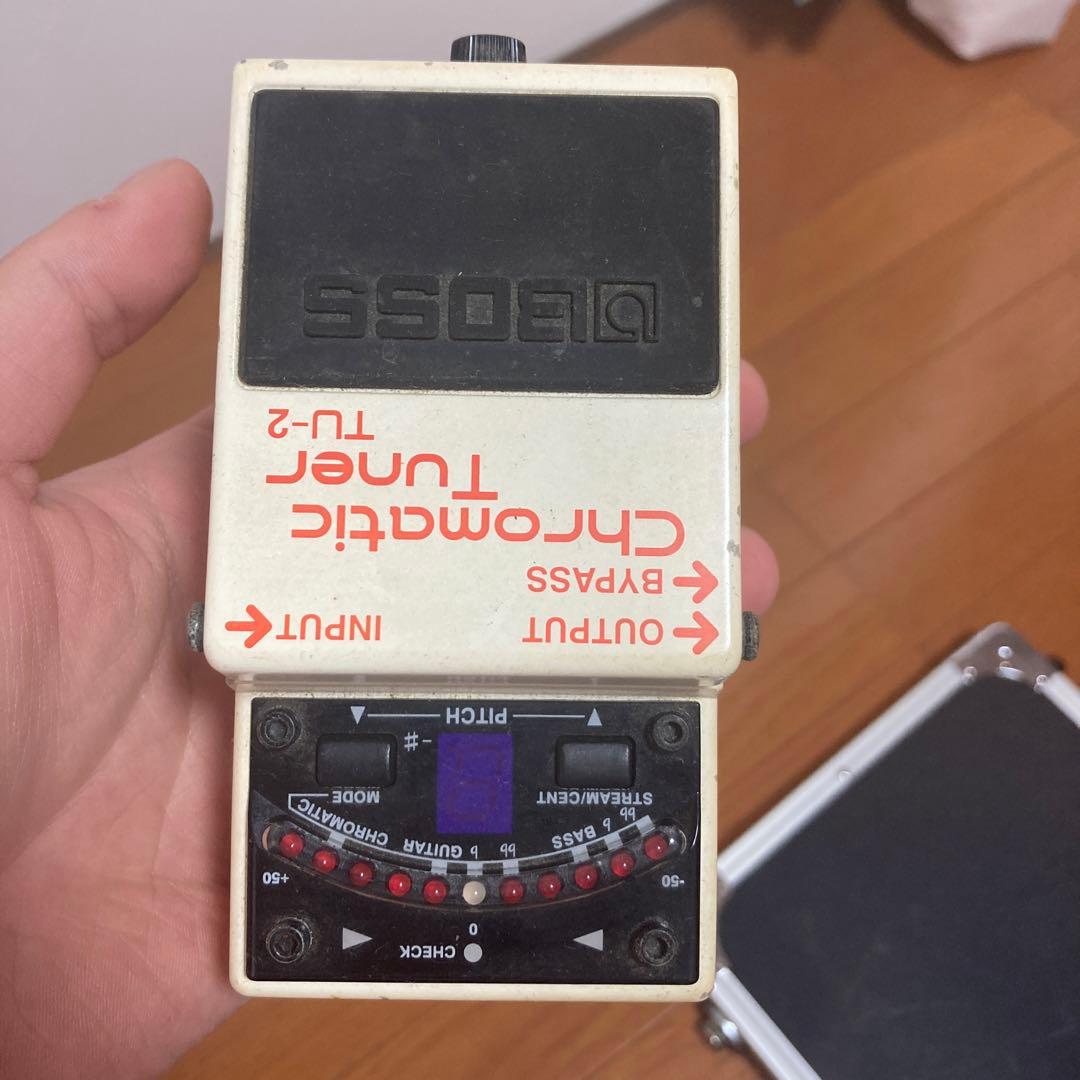 CHECK
0
-50
+50
♭♭ ♭ BASS ♭♭ ♭ GUITAR CHROMATIC
STREAM/CENT
MODE
-#
PITCH
OUTPUT
INPUT
BYPASS
Chromatic
Tuner
TU-2
BOSS